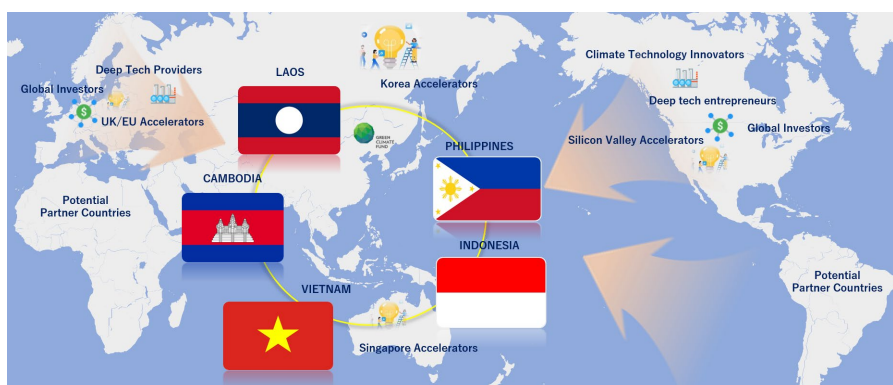 Deep Tech Providers
Global Investors
UK/EU Accelerators
LAOS
Korea Accelerators
Climate Technology Innovators
Deep tech entrepreneurs
Global Investors
Silicon Valley Accelerators
GREEN
CLIMATE
FUND
PHILIPPINES
CAMBODIA
Potential
Partner Countries
INDONESIA
VIETNAM
Singapore Accelerators
Potential
Partner Countries